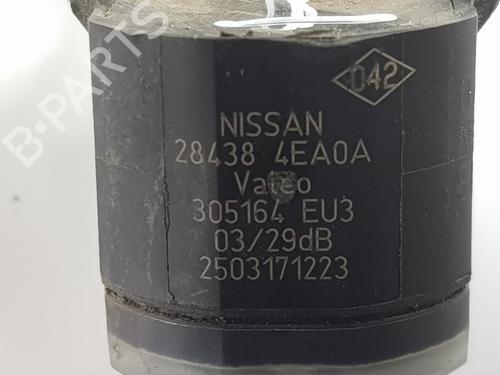 042
NISSAN
28438 4EA0A
Valeo
305164 EU3
03/29dB
2503171223
B-PARTS